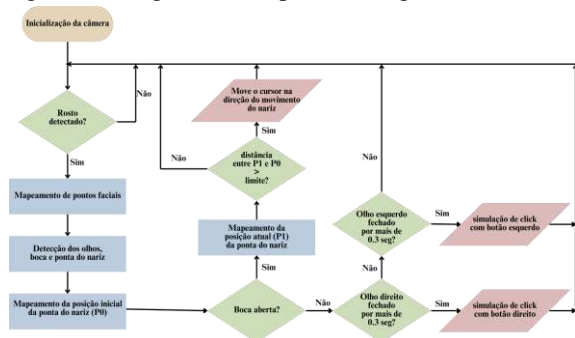 Inicialização da câmera
Rosto
detectado?
Não
Sim
Mapeamento de pontos faciais
Detecção dos olhos,
boca e ponta do nariz
Mapeamento da posição inicial
da ponta do nariz (P0)
Boca aberta?
Sim
Mapeamento da
posição atual (P1)
da ponta do nariz
distância
entre P1 e P0
>
limite?
Não
Sim
Move o cursor na
direção do movimento
do nariz
Não
Olho direito
fechado
por mais de
0.3 seg?
Sim
simulação de click
com botão direito
Não
Olho esquerdo
fechado
por mais de
0.3 seg?
Sim
simulação de click
com botão esquerdo
Não